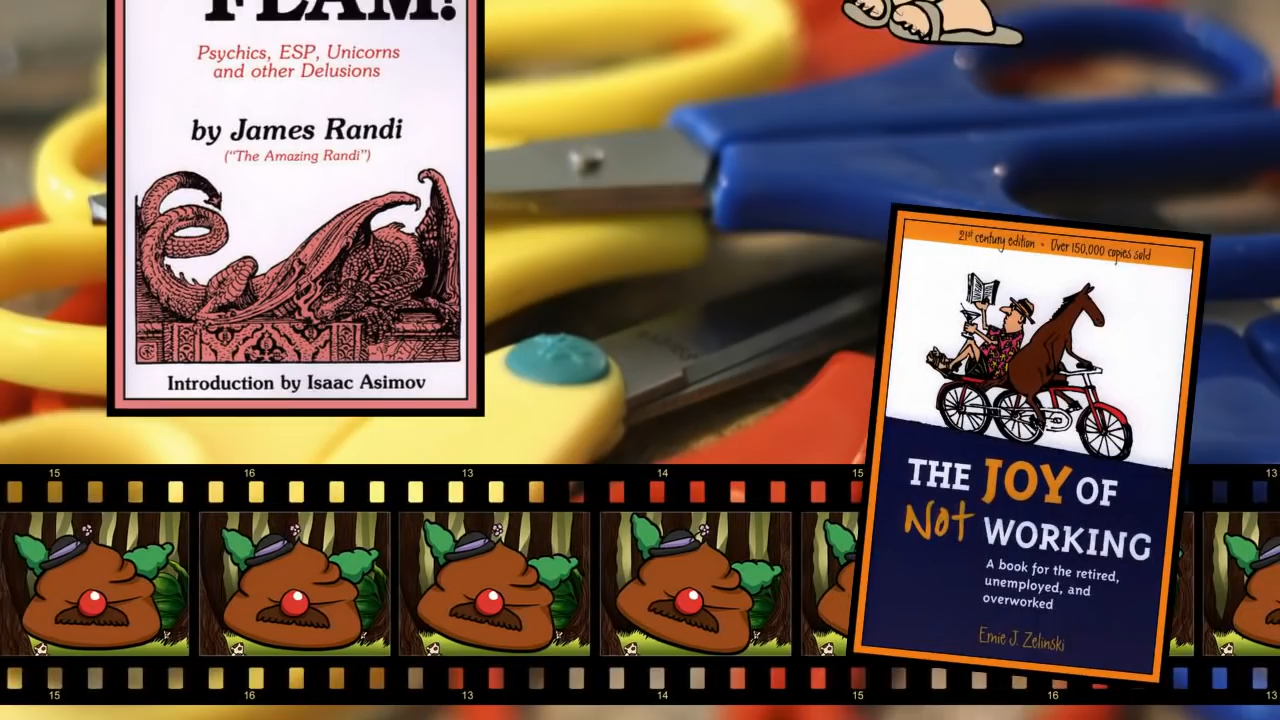 FLAM!
Psychics, ESP, Unicorns
and other Delusions
by James Randi
("The Amazing Randi")
Introduction by Isaac Asimov
21st century edition • Over 150,000 copies sold
THE JOY OF
Not WORKING
A book for the retired,
unemployed, and
overworked
Ernie J. Zelinski
15 16 13 14 15 13
15 16 13 14 15 16 13